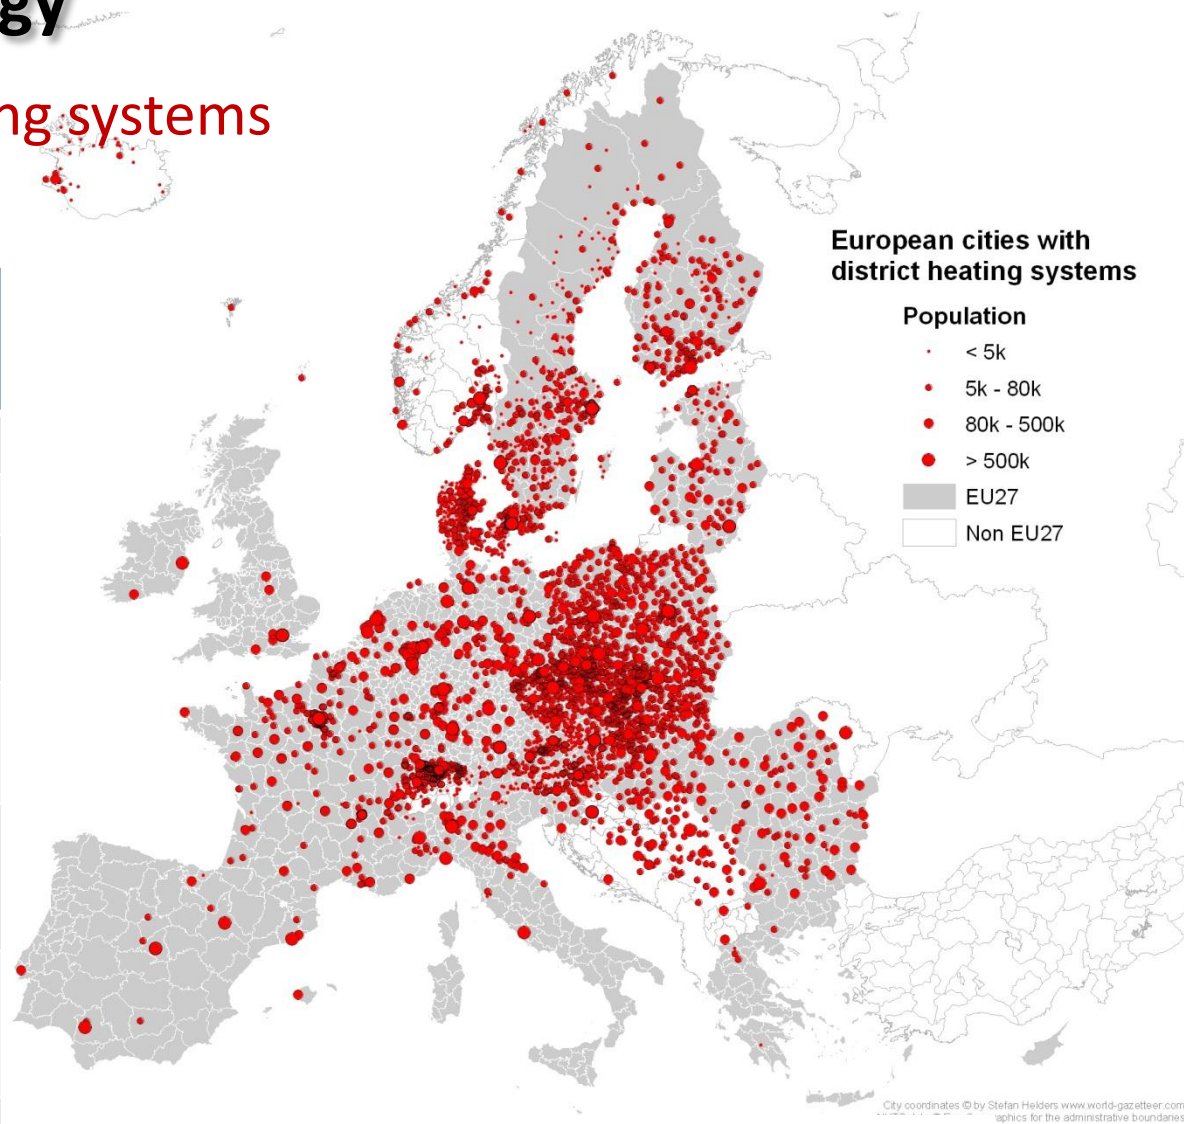 gy
ng systems
European cities with
district heating systems
Population
< 5k
5k - 80k
80k - 500k
> 500k
EU27
Non EU27
City coordinates © by Stefan Helders www.world-gazetteer.com
aphics for the administrative boundaries